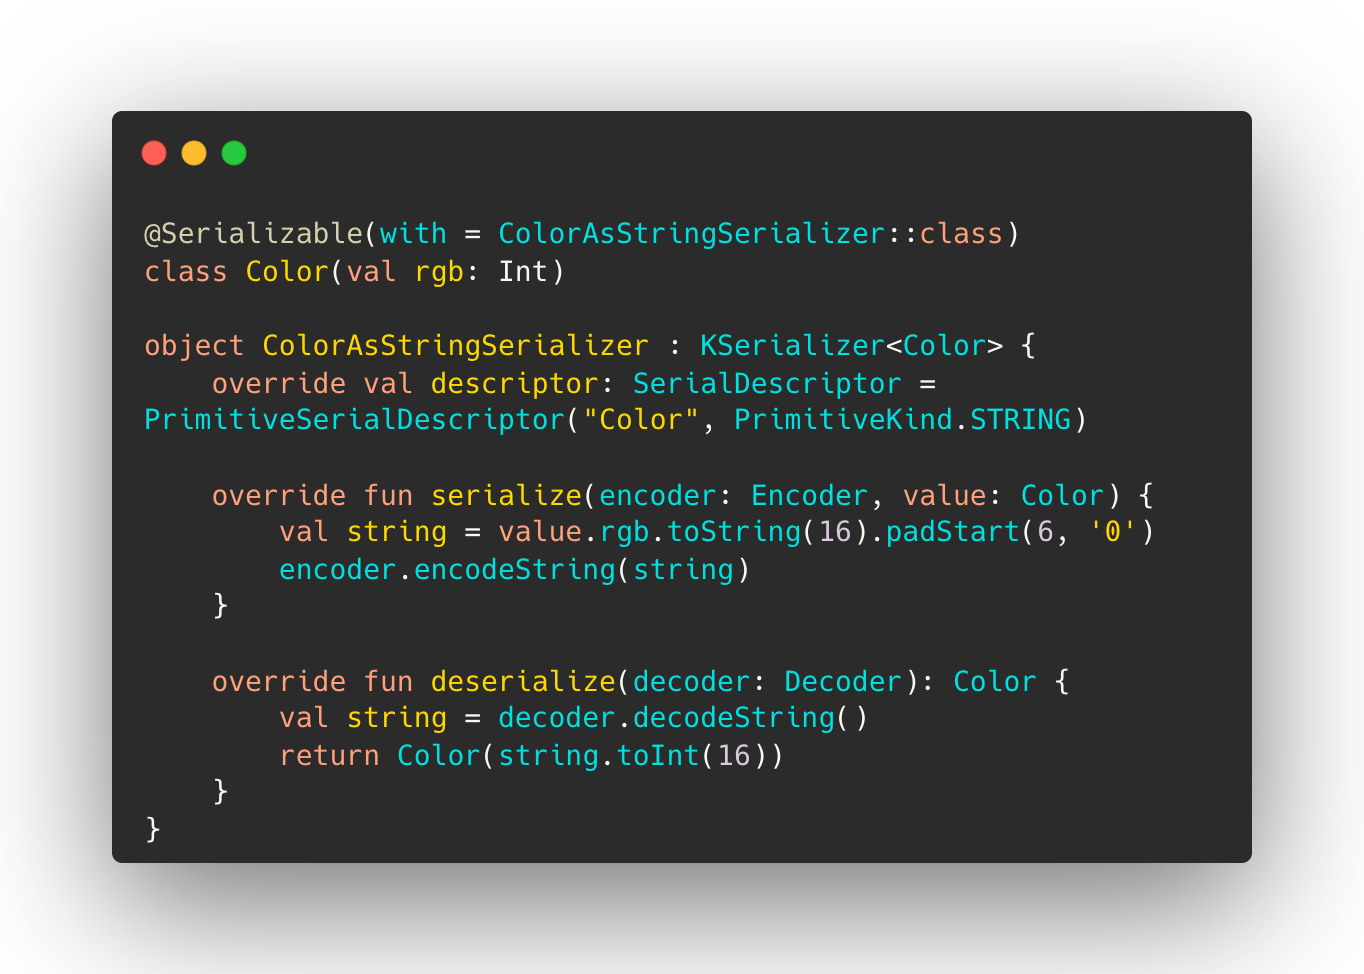 @Serializable(with = ColorAsStringSerializer::class)
class Color(val rgb: Int)

object ColorAsStringSerializer : KSerializer<Color> {
    override val descriptor: SerialDescriptor =
PrimitiveSerialDescriptor("Color", PrimitiveKind.STRING)

    override fun serialize(encoder: Encoder, value: Color) {
        val string = value.rgb.toString(16).padStart(6, '0')
        encoder.encodeString(string)
    }

    override fun deserialize(decoder: Decoder): Color {
        val string = decoder.decodeString()
        return Color(string.toInt(16))
    }
}